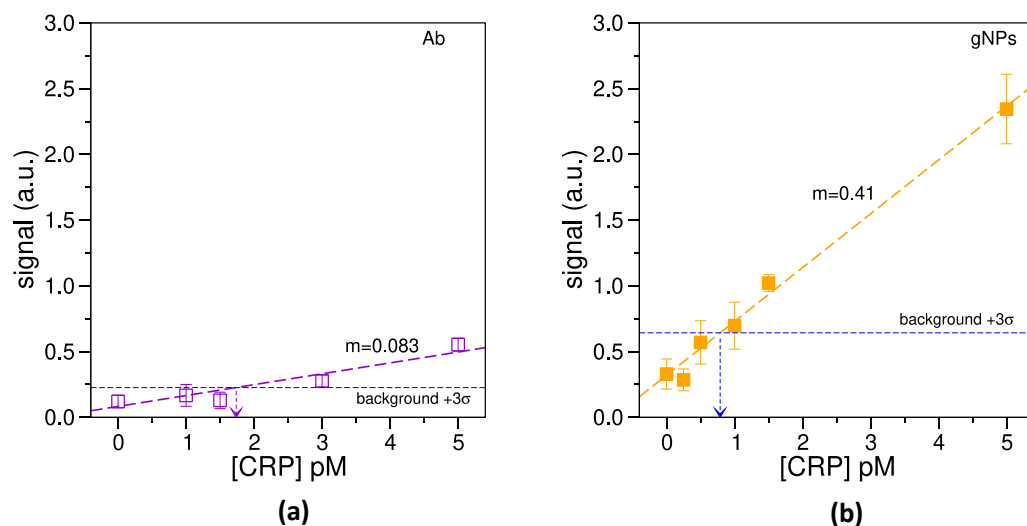 3.0
2.5
2.0
1.5
1.0
0.5
0.0
signal (a.u.)
Ab
m=0.083
background +3σ
0 1 2 3 4 5
[CRP] pM
(a)
3.0
2.5
2.0
1.5
1.0
0.5
0.0
signal (a.u.)
gNPs
m=0.41
background +3σ
0 1 2 3 4 5
[CRP] pM
(b)